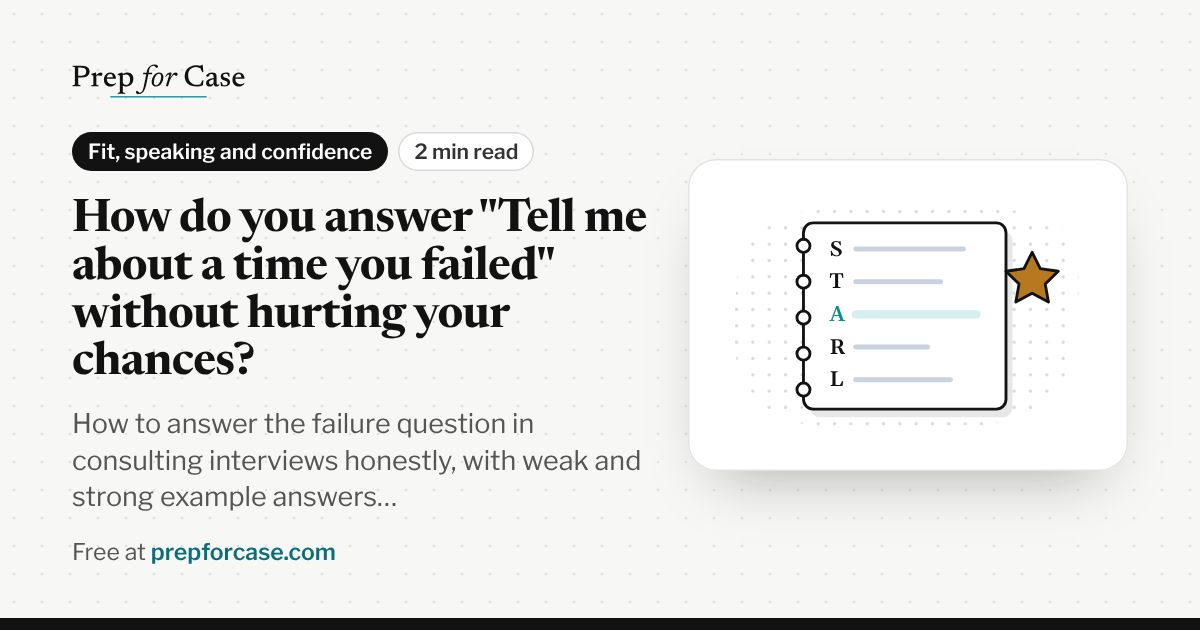 Prep for Case
Fit, speaking and confidence
2 min read
How do you answer "Tell me
about a time you failed"
without hurting your
chances?
How to answer the failure question in
consulting interviews honestly, with weak and
strong example answers...
Free at prepforcase.com
S
T
A
R
L